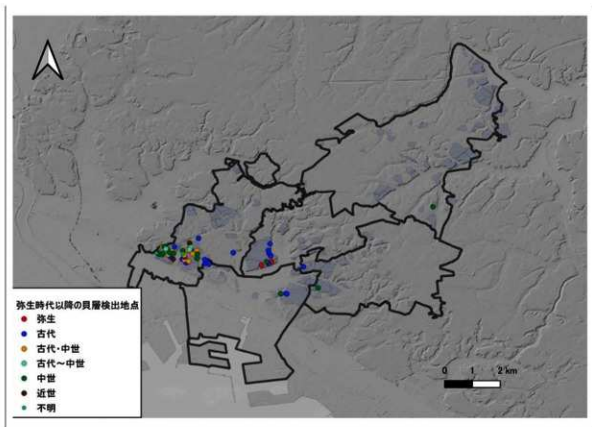 弥生時代以降の貝層検出地点
弥生
古代
古代・中世
古代～中世
中世
近世
不明
0 1 2 km